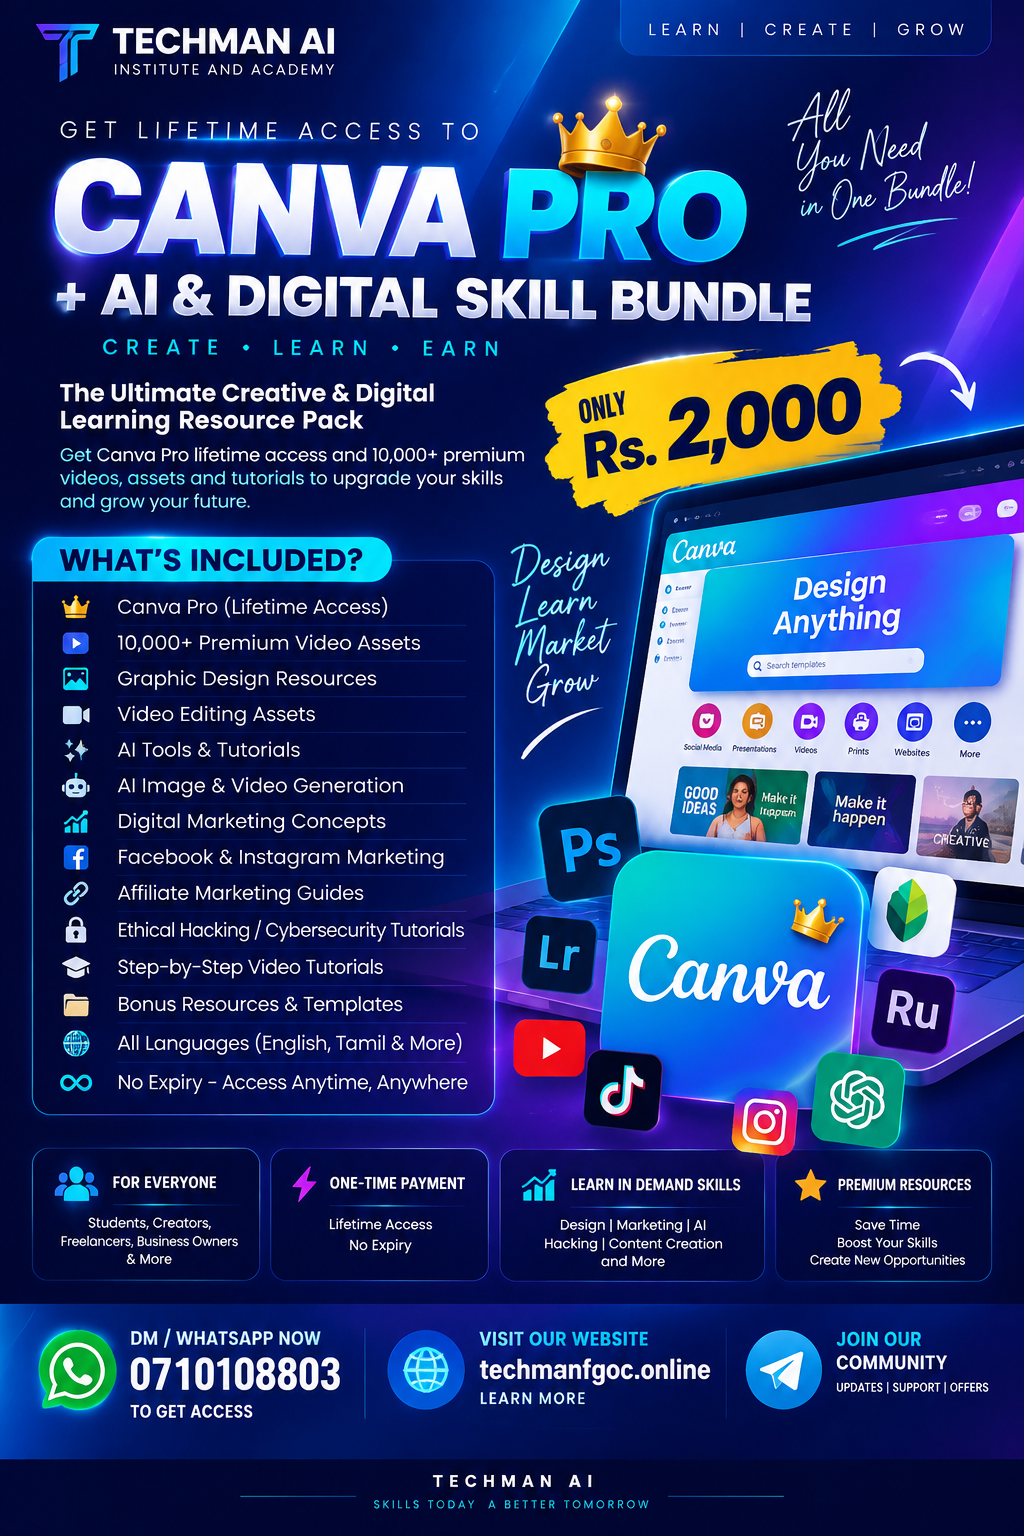 TECHMAN AI
INSTITUTE AND ACADEMY
LEARN | CREATE | GROW
GET LIFETIME ACCESS TO
CANVA PRO
+ AI & DIGITAL SKILL BUNDLE
CREATE • LEARN • EARN
All
You Need
in One Bundle!
The Ultimate Creative & Digital
Learning Resource Pack
Get Canva Pro lifetime access and 10,000+ premium
videos, assets and tutorials to upgrade your skills
and grow your future.
ONLY
Rs. 2,000
WHAT'S INCLUDED?
Canva Pro (Lifetime Access)
10,000+ Premium Video Assets
Graphic Design Resources
Video Editing Assets
AI Tools & Tutorials
AI Image & Video Generation
Digital Marketing Concepts
Facebook & Instagram Marketing
Affiliate Marketing Guides
Ethical Hacking / Cybersecurity Tutorials
Step-by-Step Video Tutorials
Bonus Resources & Templates
All Languages (English, Tamil & More)
No Expiry - Access Anytime, Anywhere
Design
Learn
Market
Grow
Canva
Design
Anything
Search templates
Social Media
Presentations
Videos
Prints
Websites
More
GOOD
IDEAS
Make it
happen
Make it
happen
CREATIVE
Ps
Lr
Canva
Ru
FOR EVERYONE
Students, Creators,
Freelancers, Business Owners
& More
ONE-TIME PAYMENT
Lifetime Access
No Expiry
LEARN IN DEMAND SKILLS
Design | Marketing | AI
Hacking | Content Creation
and More
PREMIUM RESOURCES
Save Time
Boost Your Skills
Create New Opportunities
DM / WHATSAPP NOW
0710108803
TO GET ACCESS
VISIT OUR WEBSITE
techmanfgoc.online
LEARN MORE
JOIN OUR
COMMUNITY
UPDATES | SUPPORT | OFFERS
TECHMAN AI
SKILLS TODAY A BETTER TOMORROW